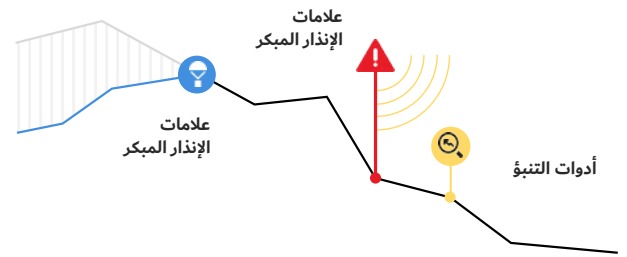 علامات
الإنذار المبكر
علامات
الإنذار المبكر
أدوات التنبؤ